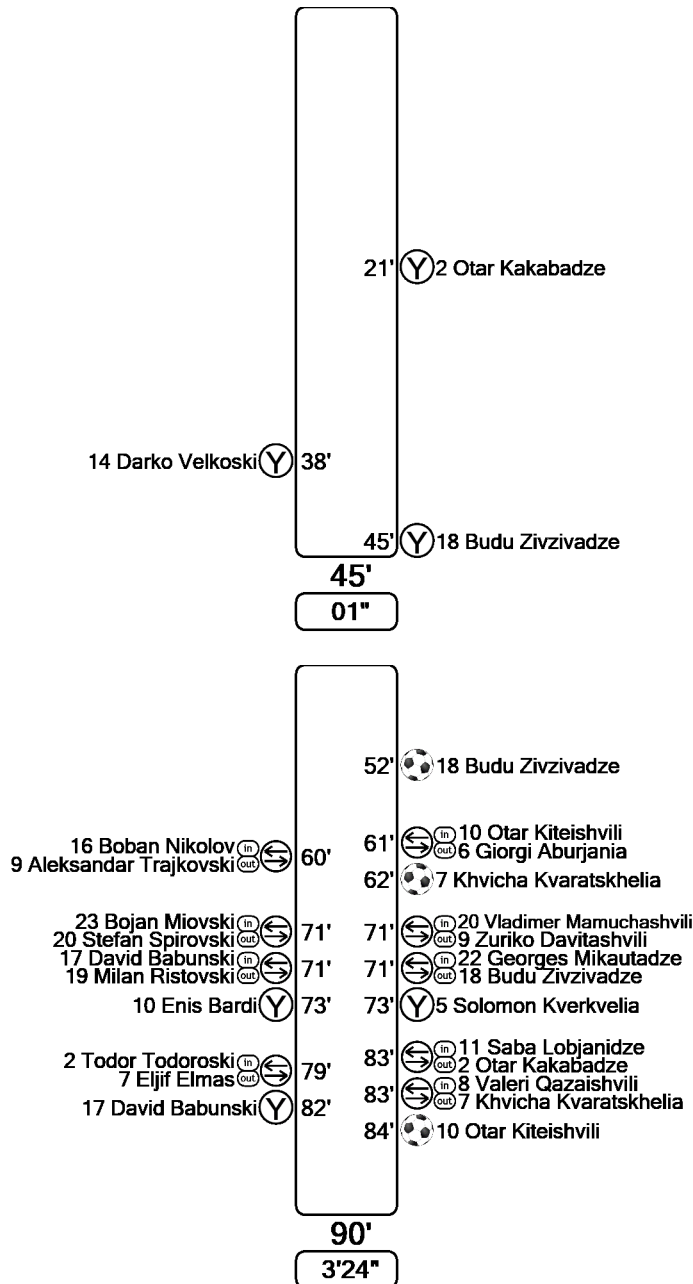 21' Y 2 Otar Kakabadze
14 Darko Velkoski Y 38'
45' Y 18 Budu Zivzivadze
45'
01"
52' 18 Budu Zivzivadze
16 Boban Nikolov in
9 Aleksandar Trajkovski out
60'
61'
in 10 Otar Kiteishvili
out 6 Giorgi Aburjania
62' 7 Khvicha Kvaratskhelia
23 Bojan Miovski in
20 Stefan Spirovski out
71'
71'
in 20 Vladimer Mamuchashvili
out 9 Zuriko Davitashvili
17 David Babunski in
19 Milan Ristovski out
71'
71'
in 22 Georges Mikautadze
out 18 Budu Zivzivadze
10 Enis Bardi Y 73'
73' Y 5 Solomon Kverkvelia
2 Todor Todoroski in
7 Eljif Elmas out
79'
83'
in 11 Saba Lobjanidze
out 2 Otar Kakabadze
17 David Babunski Y 82'
83'
in 8 Valeri Qazaishvili
out 7 Khvicha Kvaratskhelia
84' 10 Otar Kiteishvili
90'
3'24"